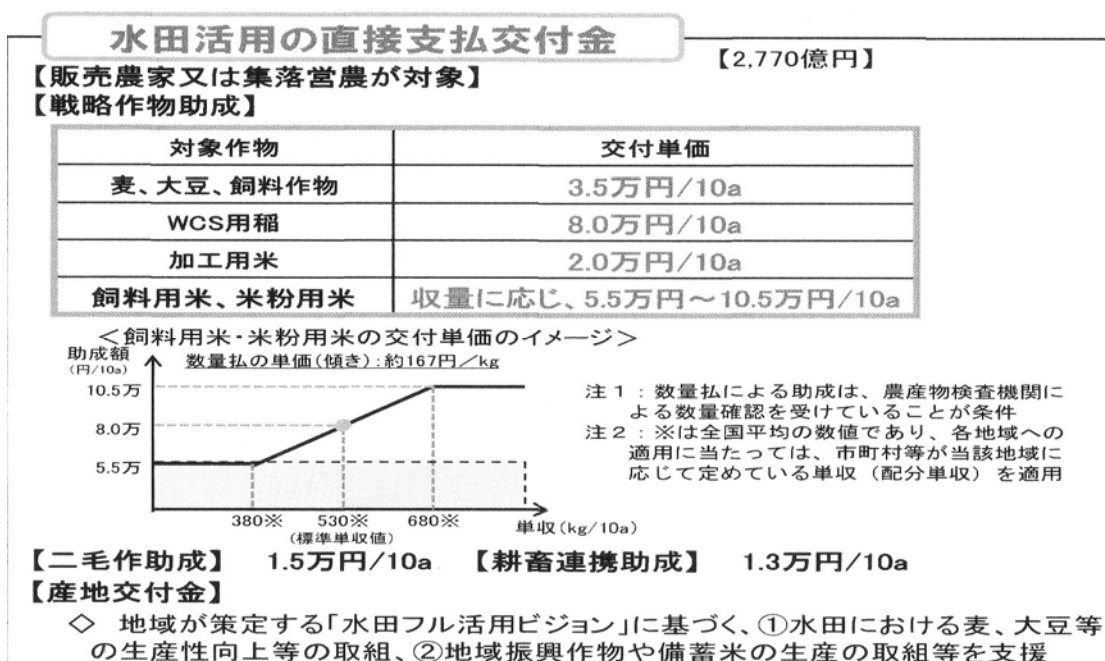 水田活用の直接支払交付金
【2,770億円】
【販売農家又は集落営農が対象】
【戦略作物助成】
対象作物 交付単価
麦、大豆、飼料作物 3.5万円/10a
WCS用稲 8.0万円/10a
加工用米 2.0万円/10a
飼料用米、米粉用米 収量に応じ、5.5万円～10.5万円/10a
＜飼料用米・米粉用米の交付単価のイメージ＞
助成額
(円/10a)
数量払の単価(傾き)：約167円／kg
10.5万
8.0万
5.5万
380※ 530※ 680※
(標準単収値)
単収(kg/10a)
注１：数量払による助成は、農産物検査機関に
よる数量確認を受けていることが条件
注２：※は全国平均の数値であり、各地域への
適用に当たっては、市町村等が当該地域に
応じて定めている単収（配分単収）を適用
【二毛作助成】 1.5万円/10a 【耕畜連携助成】 1.3万円/10a
【産地交付金】
◇ 地域が策定する「水田フル活用ビジョン」に基づく、①水田における麦、大豆等
の生産性向上等の取組、②地域振興作物や備蓄米の生産の取組等を支援